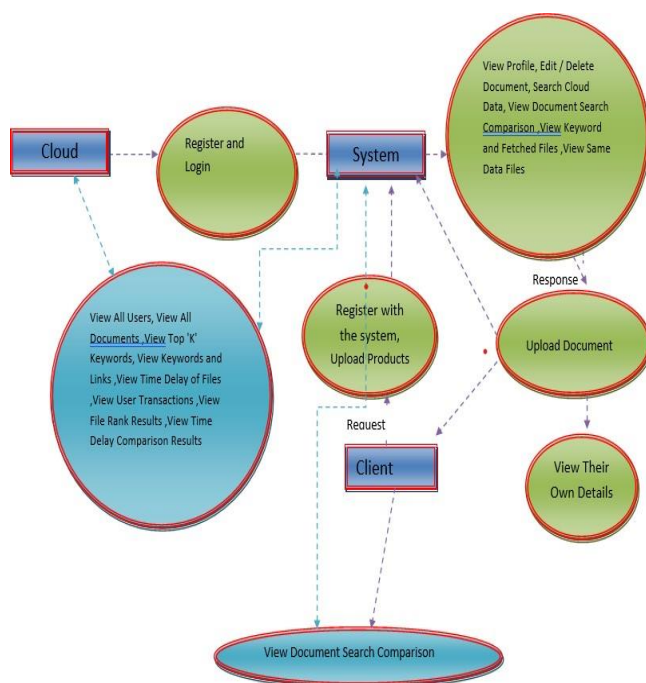 View Profile, Edit / Delete
Document, Search Cloud
Data, View Document Search
Comparison ,View Keyword
and Fetched Files ,View Same
Data Files
Cloud
Register and
Login
System
Response
View All Users, View All
Documents ,View Top 'K'
Keywords, View Keywords and
Links ,View Time Delay of Files
,View User Transactions ,View
File Rank Results ,View Time
Delay Comparison Results
Register with
the system,
Upload Products
Upload Document
Request
Client
View Their
Own Details
View Document Search Comparison